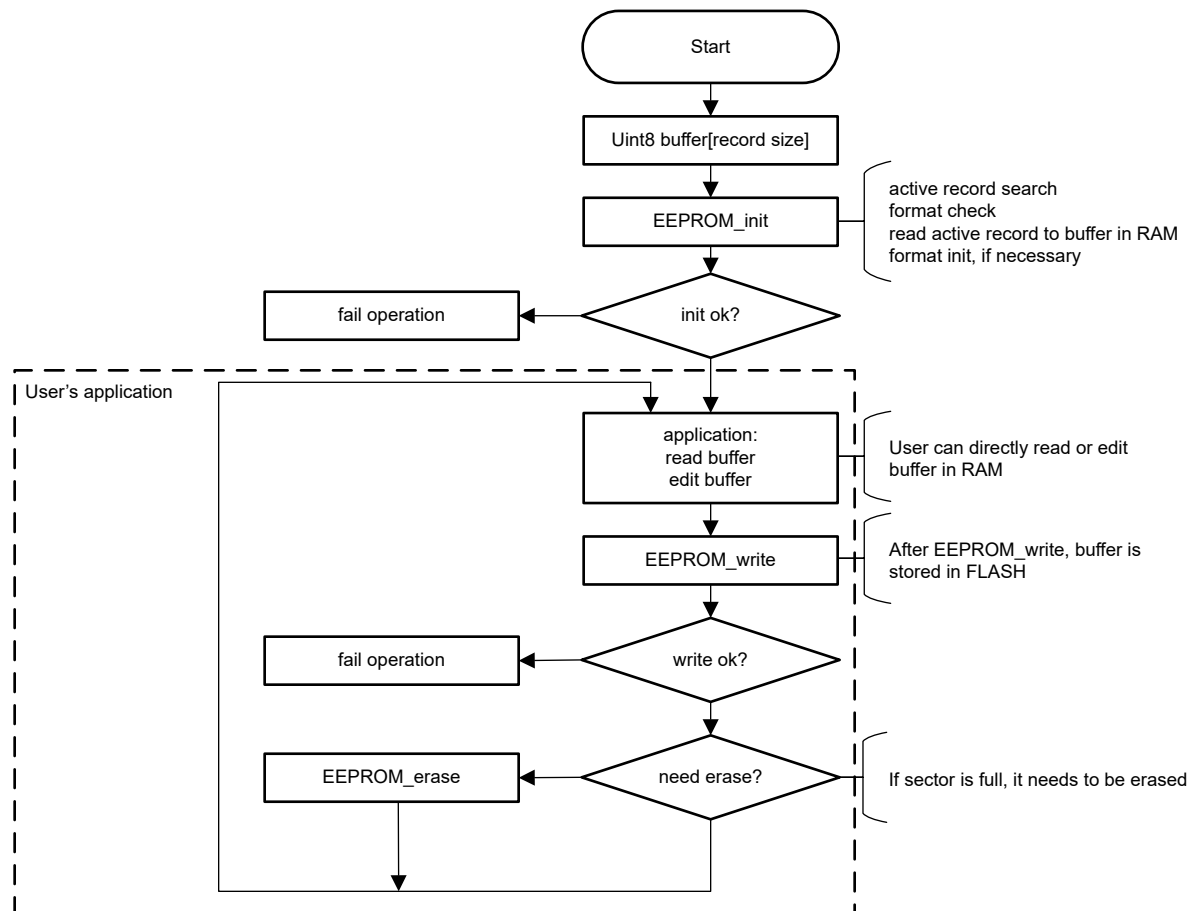 Start
Uint8 buffer[record size]
EEPROM_init
active record search
format check
read active record to buffer in RAM
format init, if necessary
init ok?
fail operation
User’s application
application:
read buffer
edit buffer
User can directly read or edit
buffer in RAM
EEPROM_write
After EEPROM_write, buffer is
stored in FLASH
write ok?
fail operation
need erase?
EEPROM_erase
If sector is full, it needs to be erased